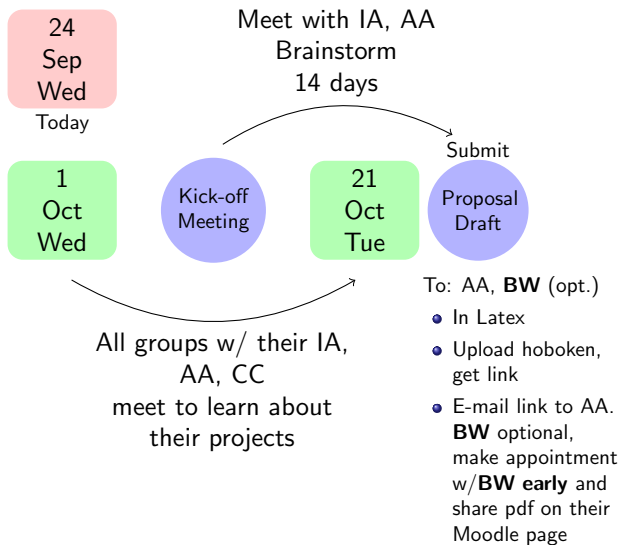 24
Sep
Wed
Today
Meet with IA, AA
Brainstorm
14 days
1
Oct
Wed
Kick-off
Meeting
21
Oct
Tue
Submit
Proposal
Draft
All groups w/ their IA,
AA, CC
meet to learn about
their projects
To: AA, BW (opt.)
In Latex
Upload hoboken,
get link
E-mail link to AA.
BW optional,
make appointment
w/BW early and
share pdf on their
Moodle page